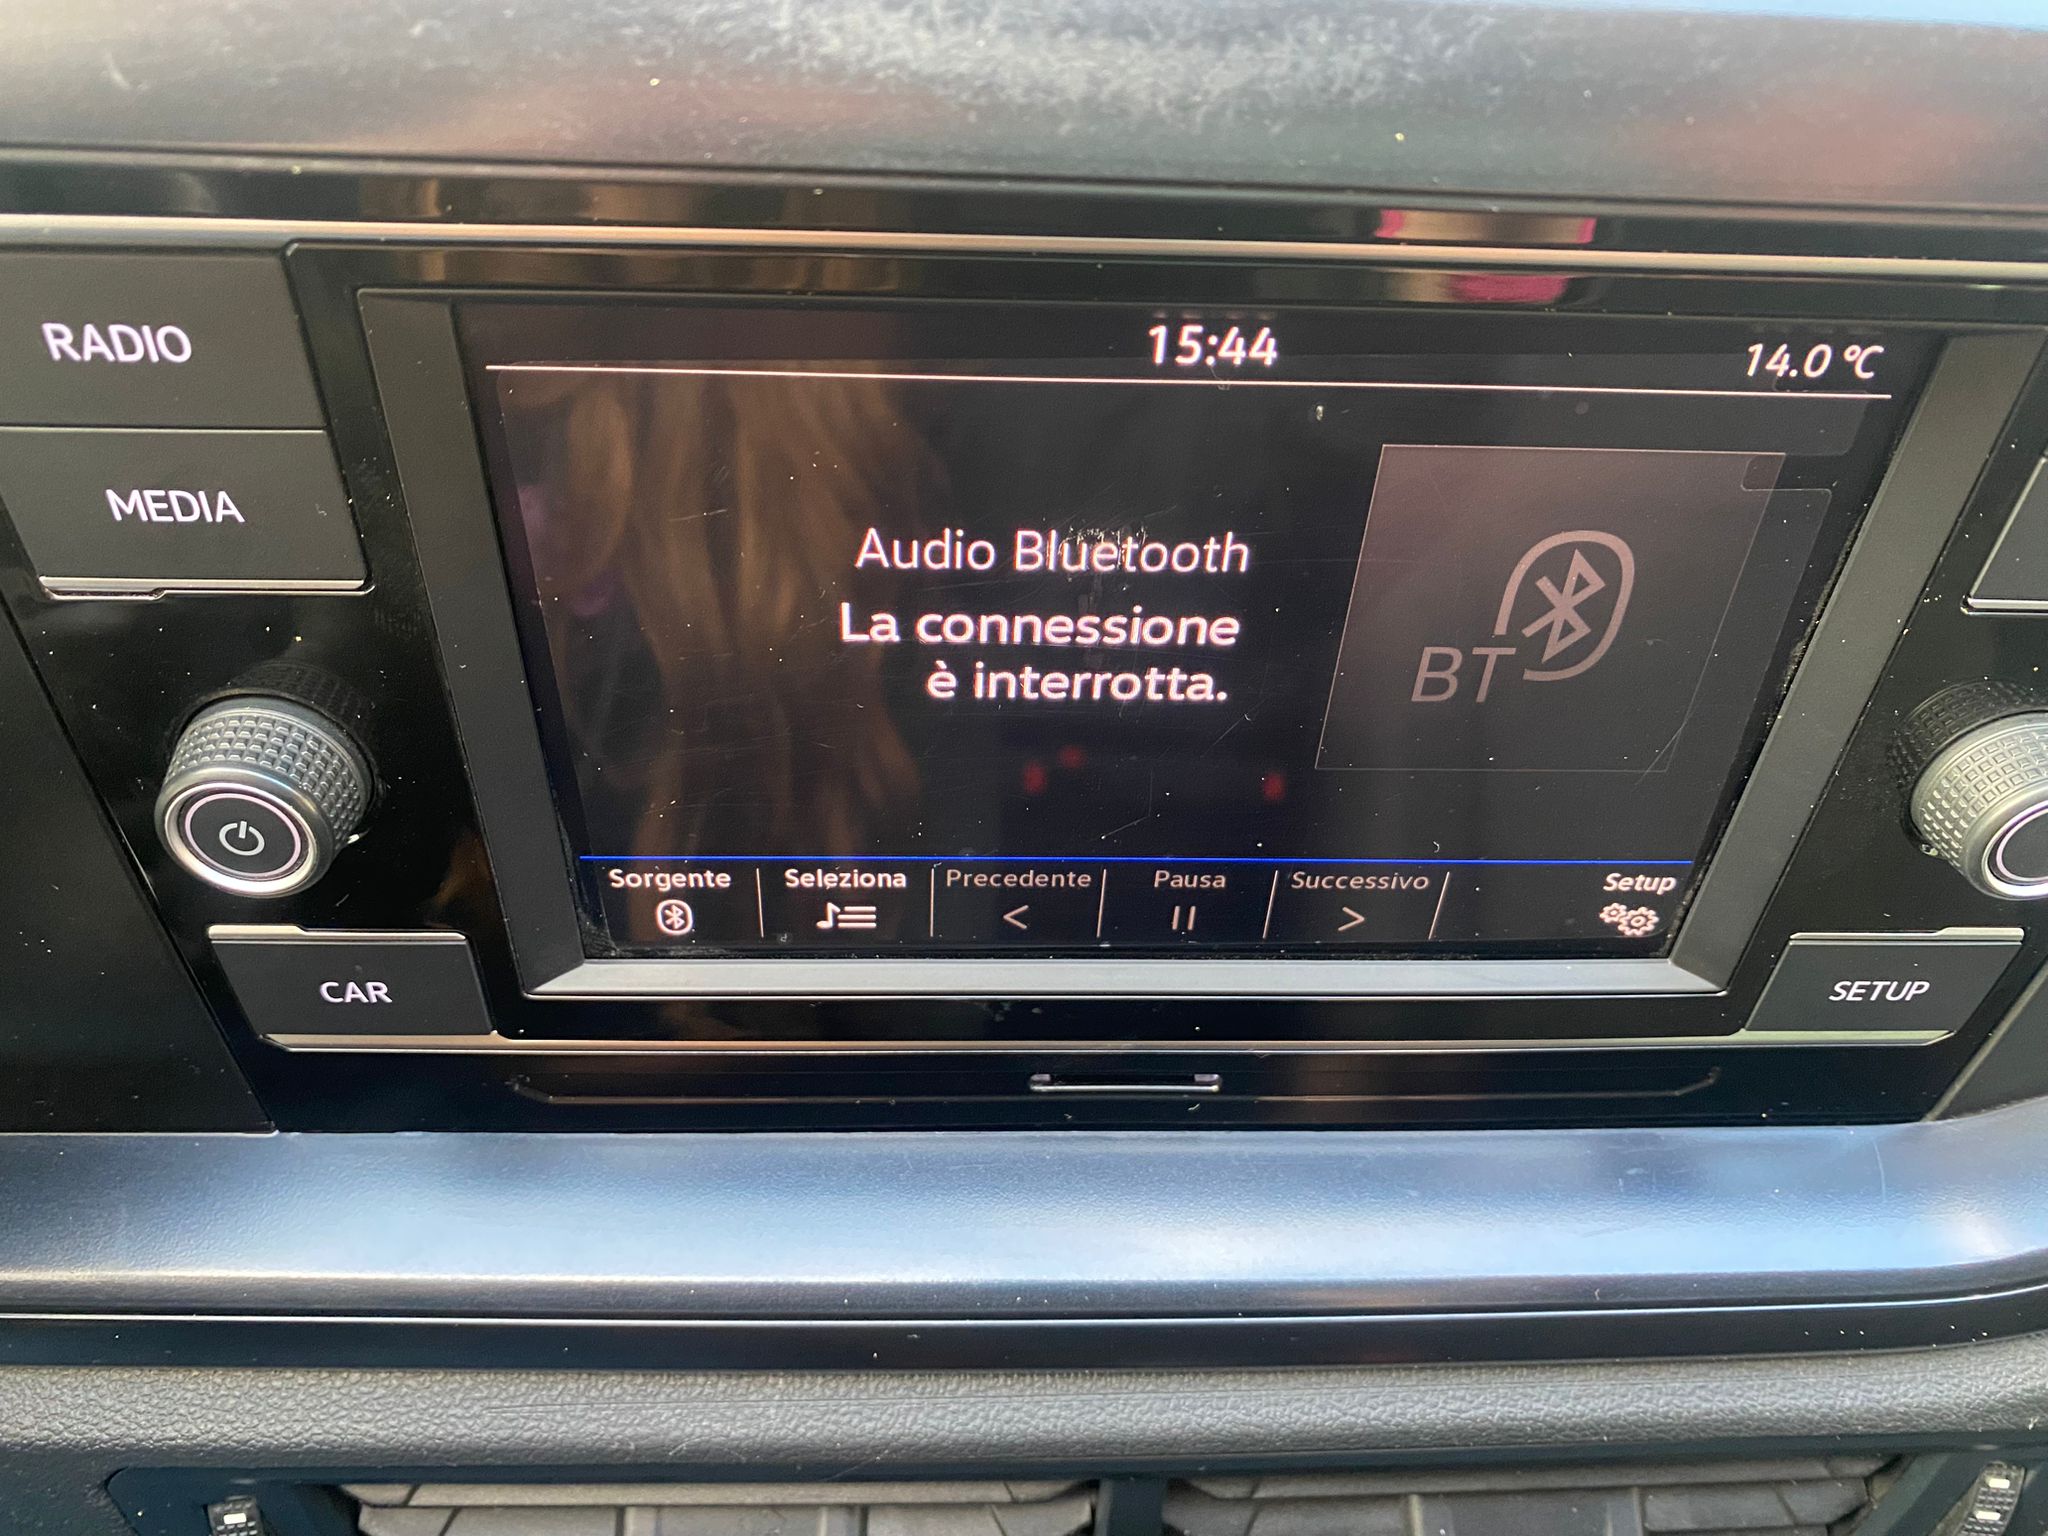 RADIO
MEDIA
CAR
15:44
14.0 °C
Audio Bluetooth
La connessione
è interrotta.
BT
Sorgente
Seleziona
Precedente
Pausa
Successivo
Setup
SETUP